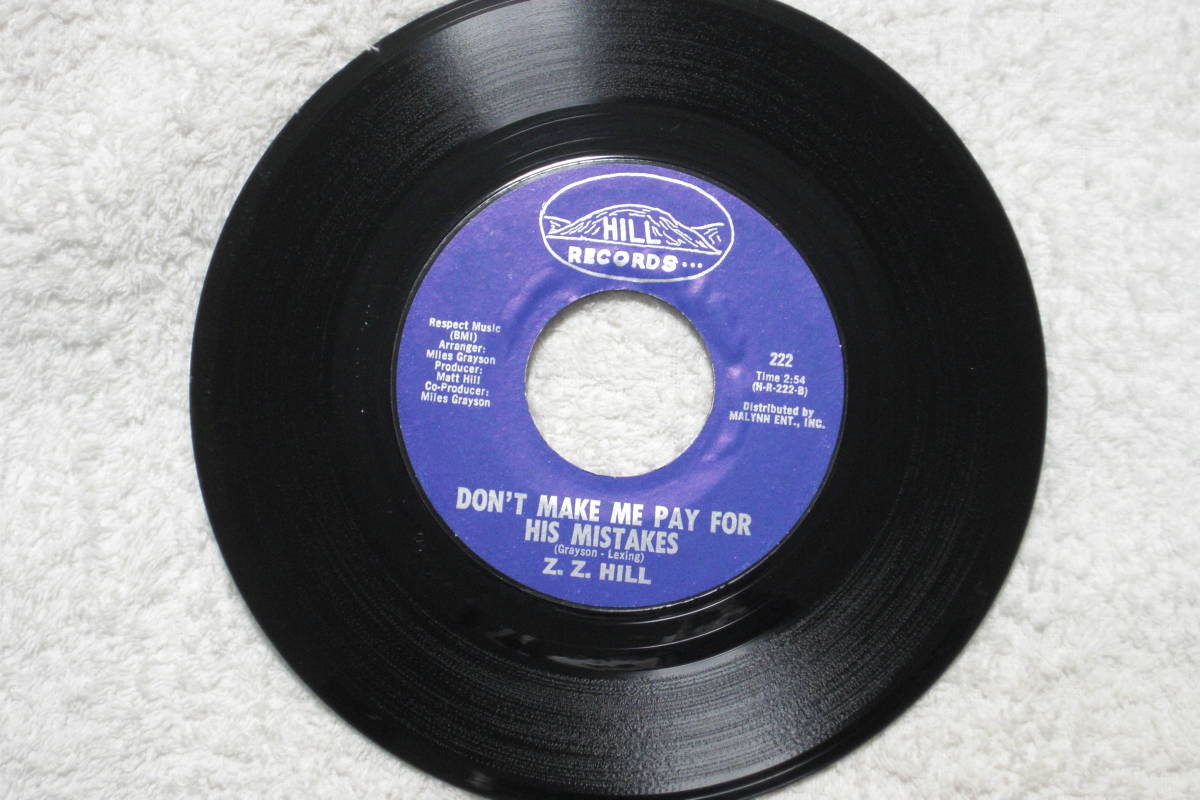 HILL
RECORDS...
Respect Music
(BMI)
Arranger:
Miles Grayson
Producer:
Matt Hill
Co-Producer:
Miles Grayson
222
Time 2:54
(H-R-222-B)
Distributed by
MALYNN ENT., INC.
DON'T MAKE ME PAY FOR
HIS MISTAKES
(Grayson - Lexing)
Z. Z. HILL